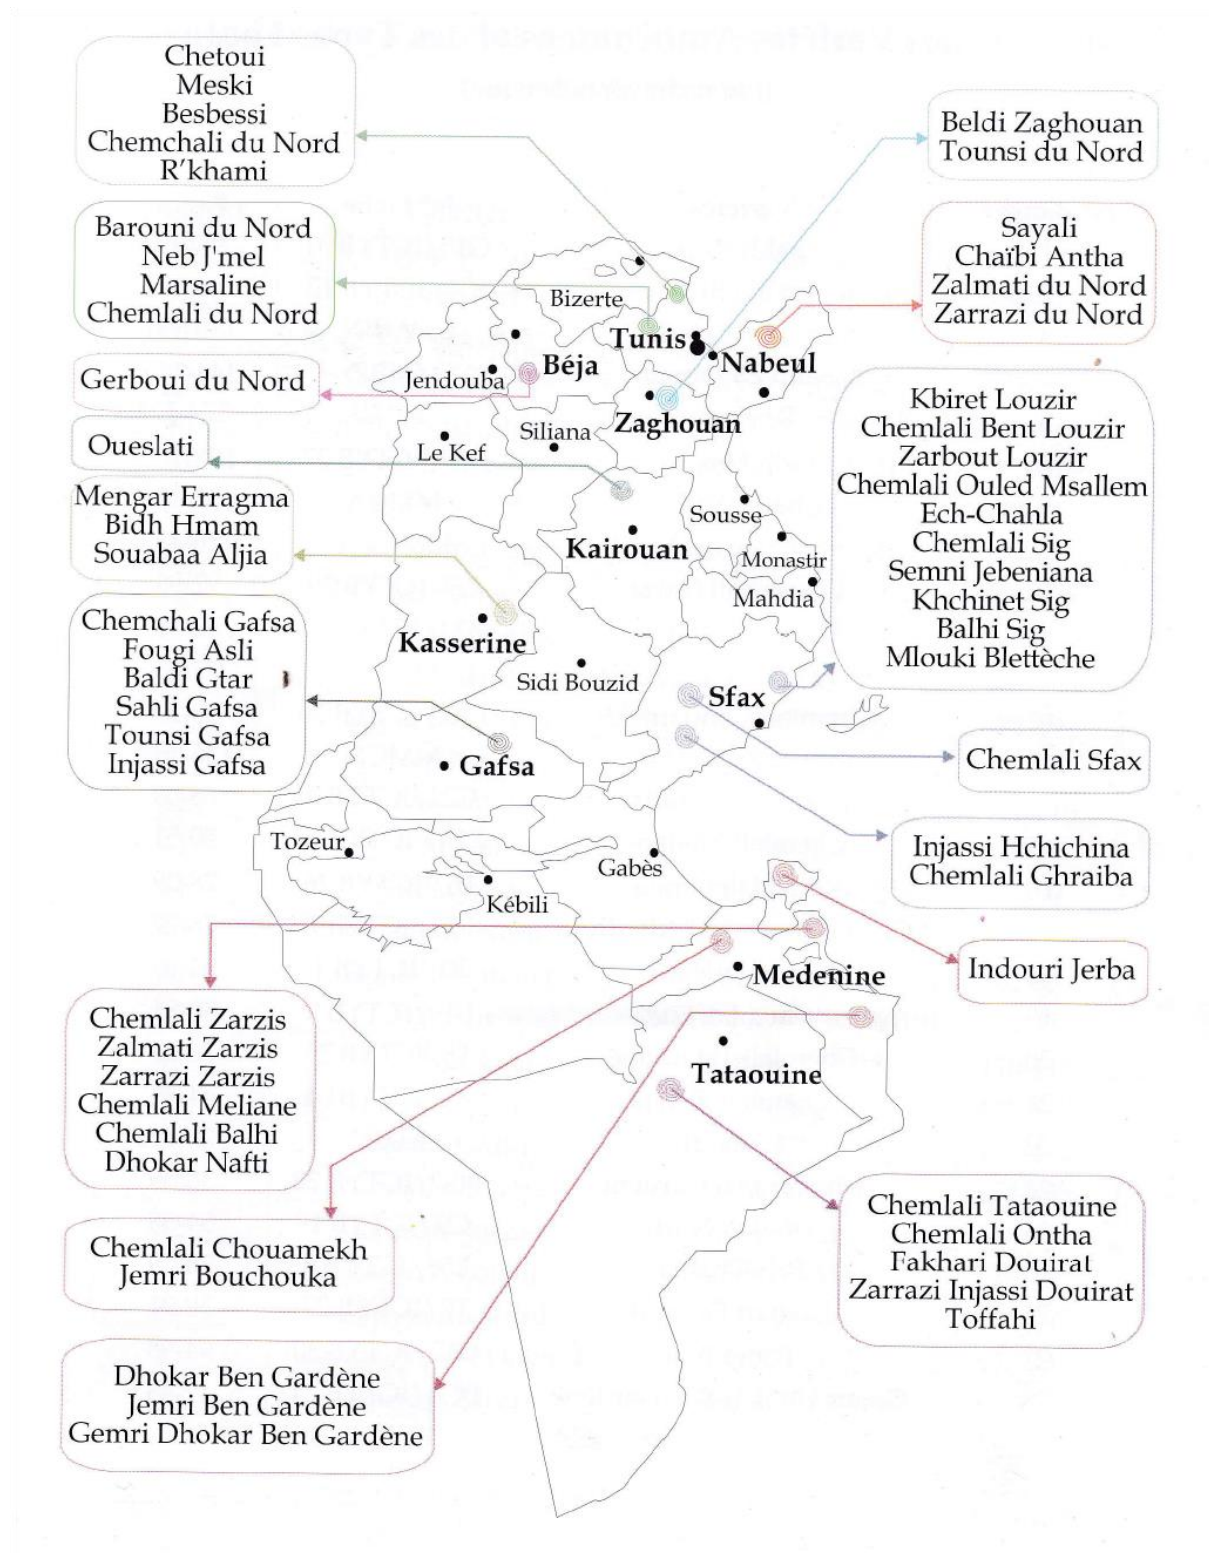 Chetoui
Meski
Besbessi
Chemchali du Nord
R'khami
Beldi Zaghouan
Tounsi du Nord
Barouni du Nord
Neb J'mel
Marsaline
Chemlali du Nord
Sayali
Chaïbi Antha
Zalmati du Nord
Zarrazi du Nord
Bizerte
Tunis
Béja
Nabeul
Jendouba
Gerboui du Nord
Zaghouan
Siliana
Le Kef
Oueslati
Kbiret Louzir
Chemlali Bent Louzir
Zarbout Louzir
Chemlali Ouled Msallem
Ech-Chahla
Chemlali Sig
Semni Jebeniana
Khchinet Sig
Balhi Sig
Mlouki Blettèche
Mengar Erragma
Bidh Hmam
Souabaa Aljia
Sousse
Kairouan
Monastir
Mahdia
Kasserine
Sidi Bouzid
Sfax
Chemchali Gafsa
Fougi Asli
Baldi Gtar
Sahli Gafsa
Tounsi Gafsa
Injassi Gafsa
Gafsa
Chemlali Sfax
Tozeur
Gabès
Kébili
Injassi Hchichina
Chemlali Ghraiba
Medenine
Indouri Jerba
Chemlali Zarzis
Zalmati Zarzis
Zarrazi Zarzis
Chemlali Meliane
Chemlali Balhi
Dhokar Nafti
Tataouine
Chemlali Chouamekh
Jemri Bouchouka
Chemlali Tataouine
Chemlali Ontha
Fakhari Douirat
Zarrazi Injassi Douirat
Toffahi
Dhokar Ben Gardène
Jemri Ben Gardène
Gemri Dhokar Ben Gardène